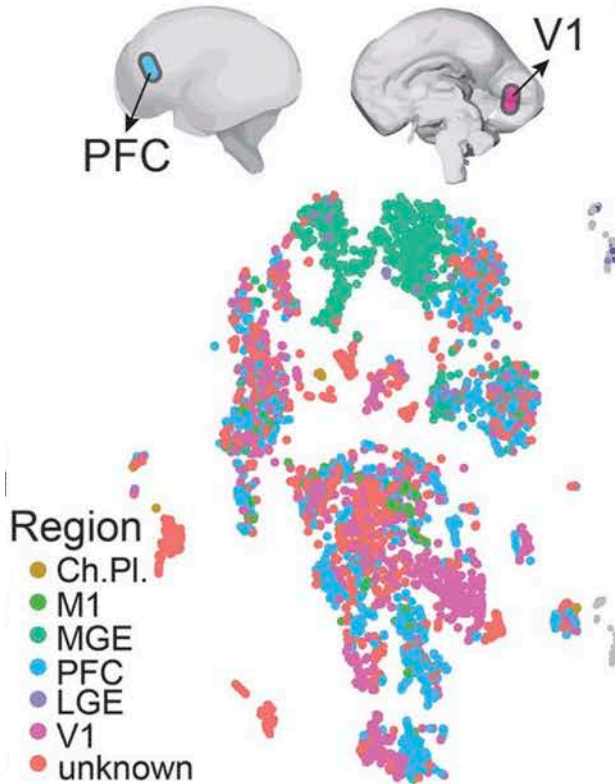 V1
PFC
Region
Ch.Pl.
M1
MGE
PFC
LGE
V1
unknown